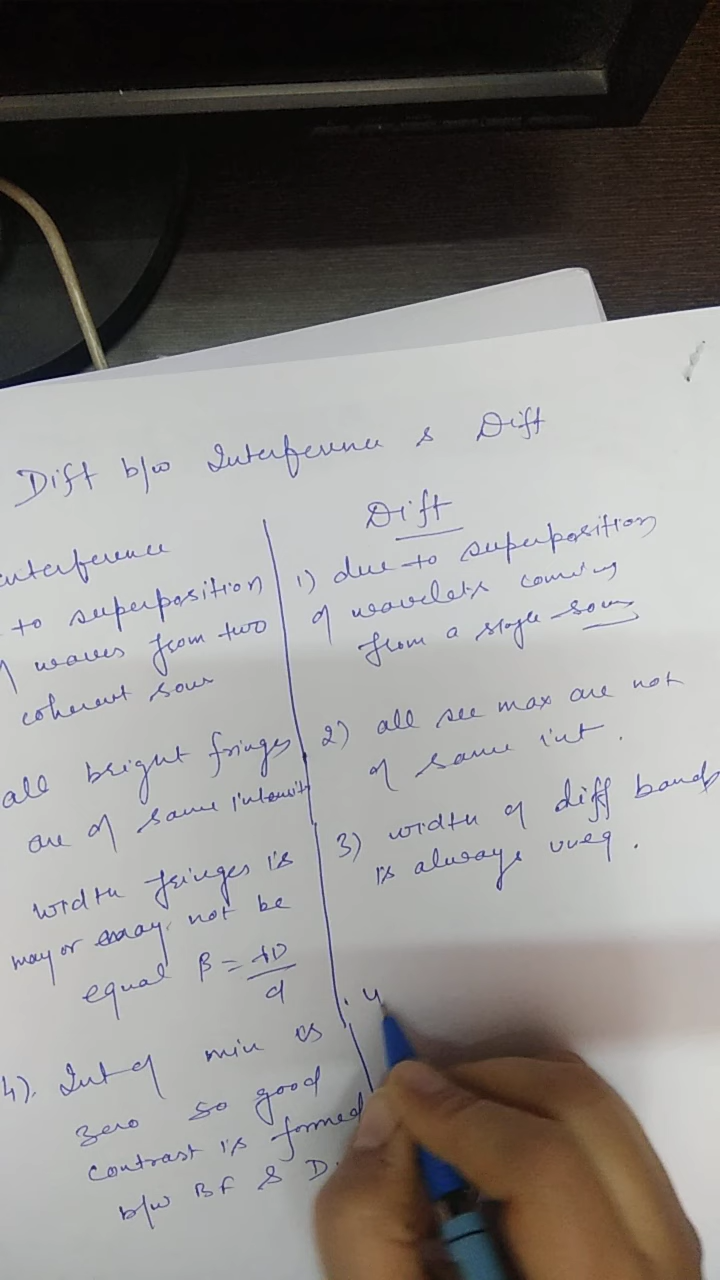 Diff b/w Interference & Diff
interference
to superposition
of waves from two
coherent sour
all bright fringes
are of same intensit
width fringes is
may or may not be
equal β = λD/d
4). Int of min is
zero so good
contrast is formed
b/w BF & D.
Diff
1) due to superposition
of wavelets coming
from a single sour
2) all sec max are not
of same int.
3) width of diff bands
is always uneq.
4